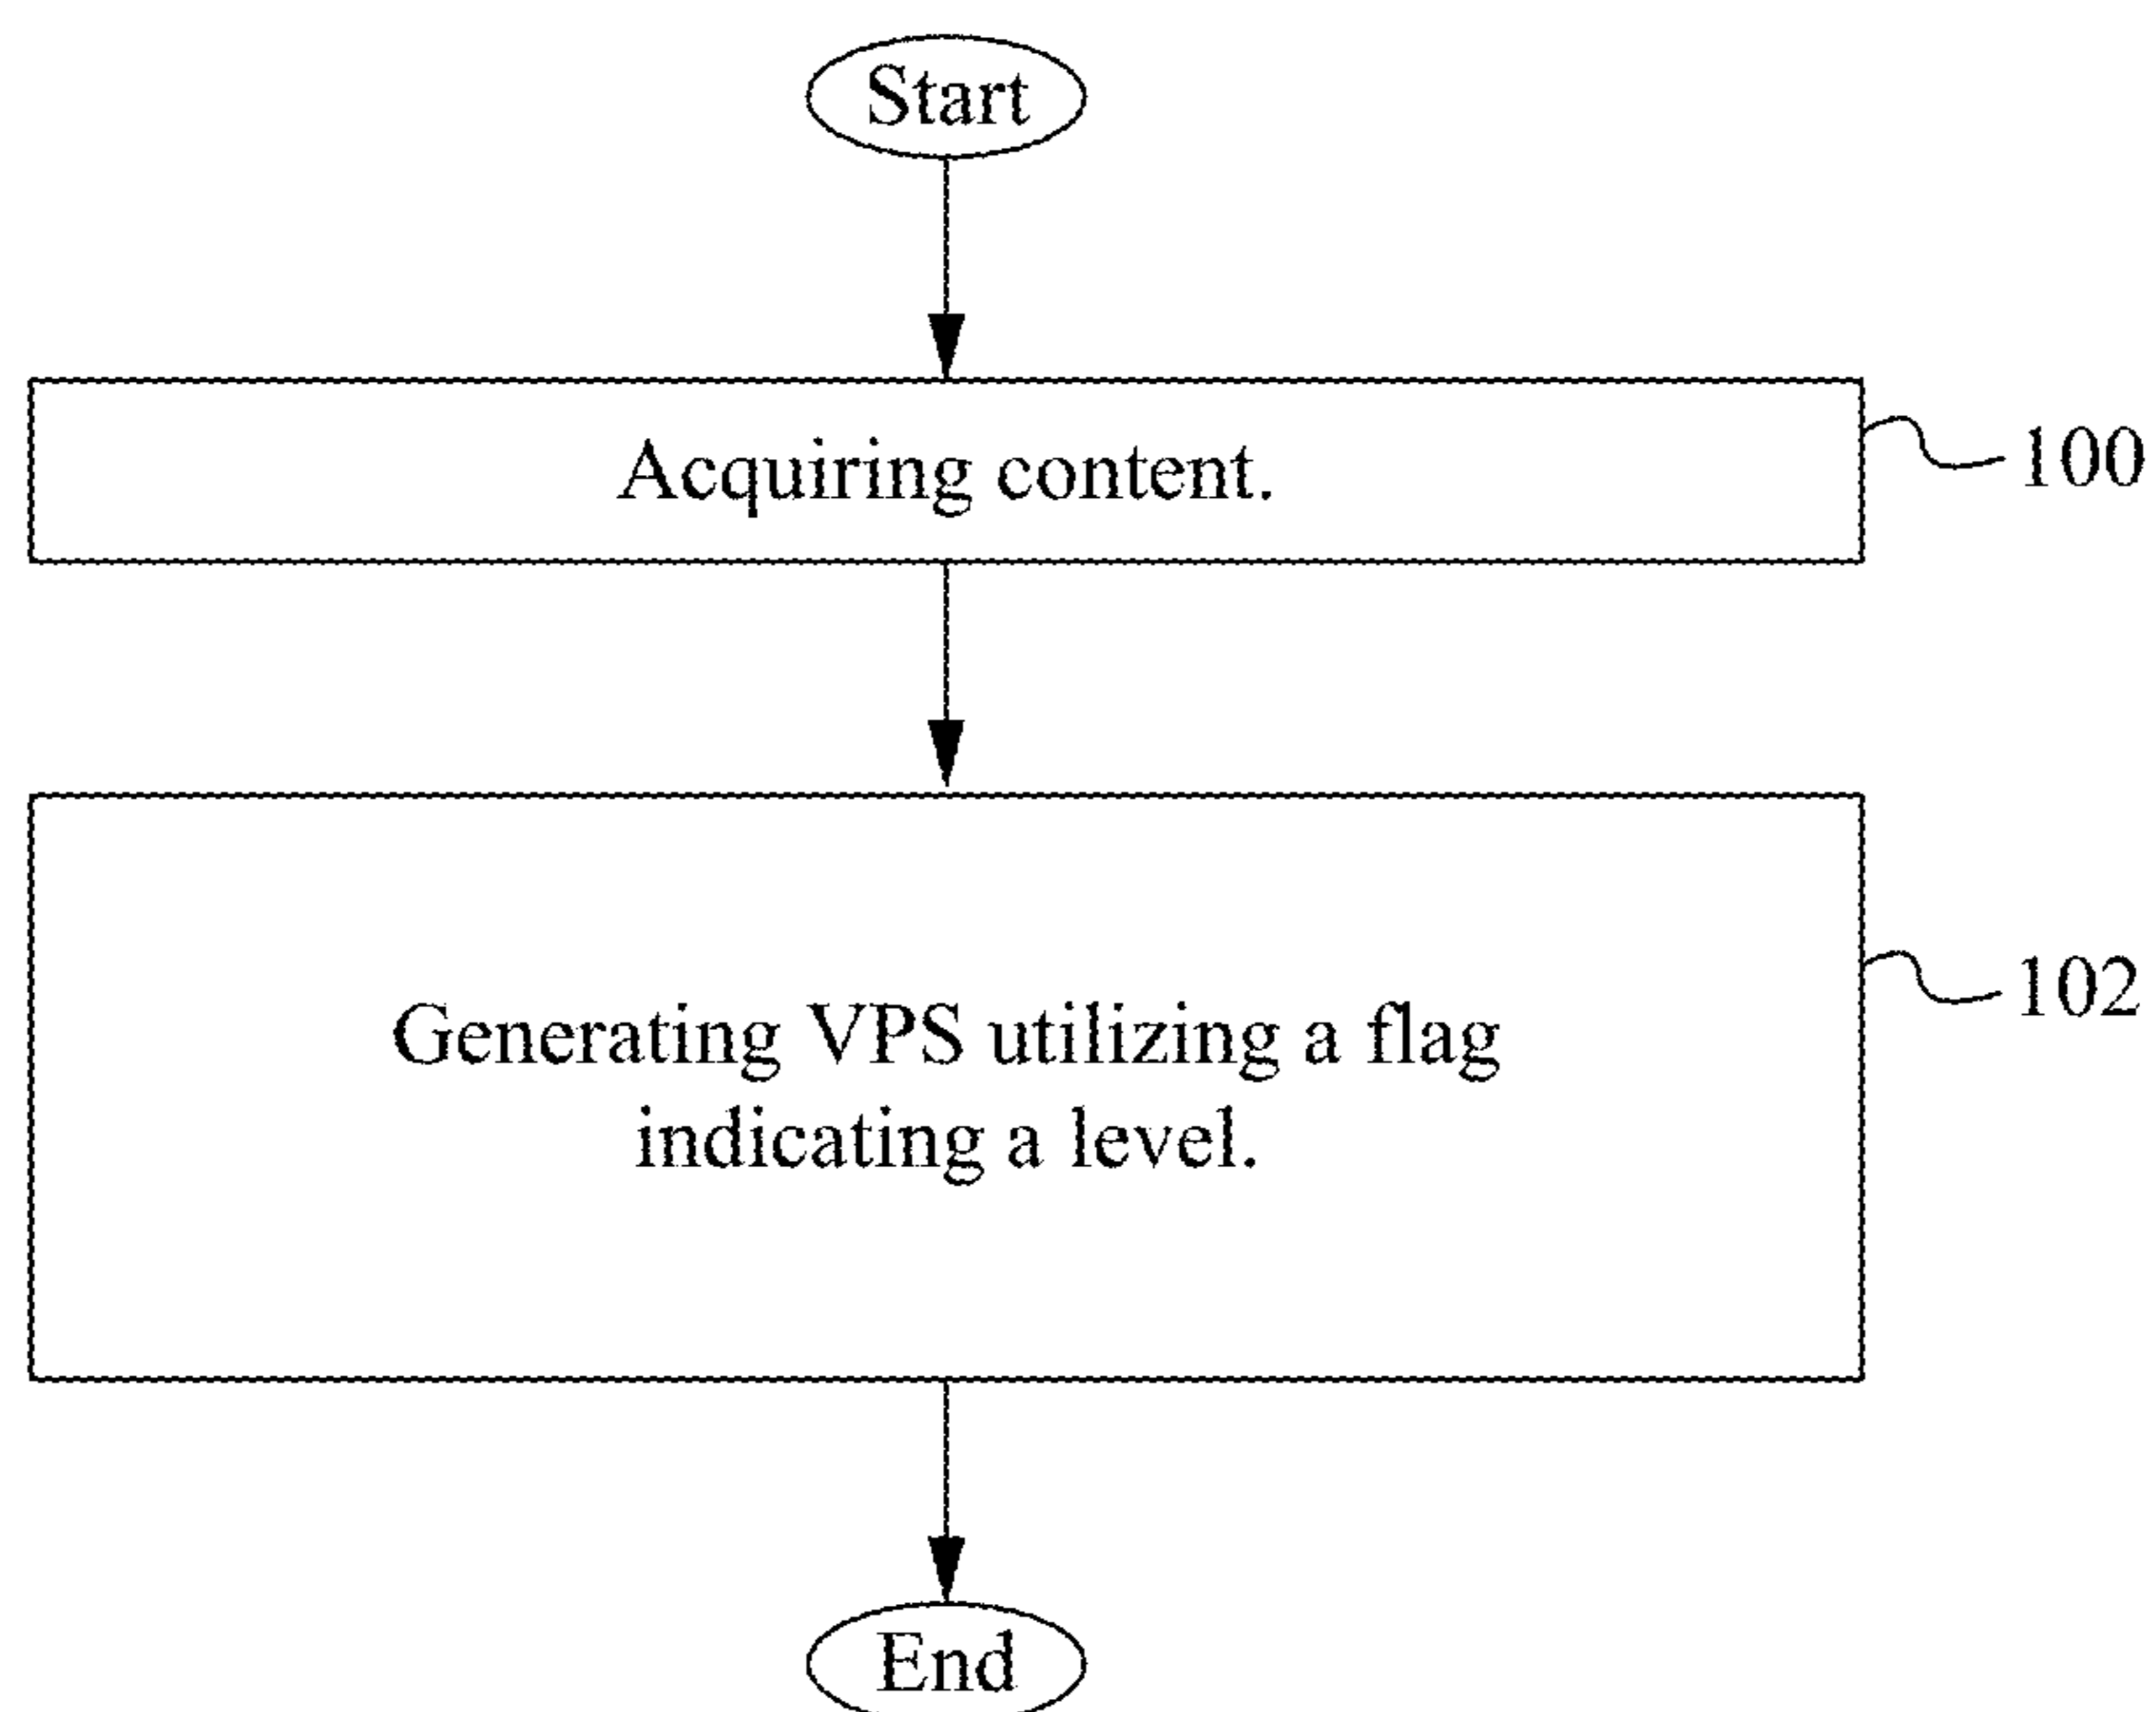 Start
Acquiring content.
100
Generating VPS utilizing a flag
indicating a level.
102
End